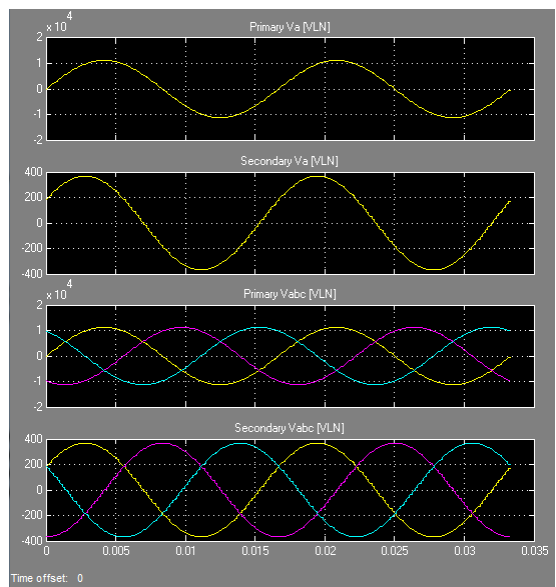 x 10^4
Primary Va [VLN]
2
1
0
-1
-2
Secondary Va [VLN]
400
200
0
-200
-400
x 10^4
Primary Vabc [VLN]
2
1
0
-1
-2
Secondary Vabc [VLN]
400
200
0
-200
-400
0 0.005 0.01 0.015 0.02 0.025 0.03 0.035
Time offset: 0